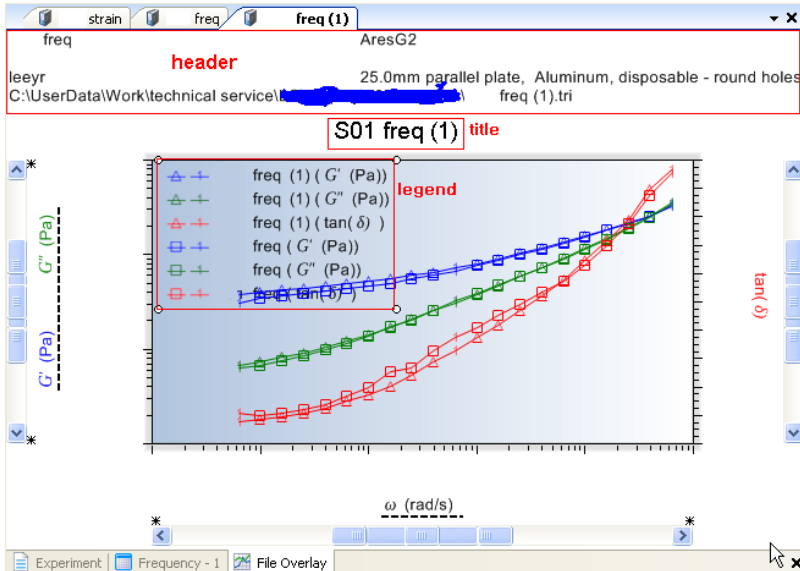 strain freq freq (1)
freq AresG2
header
leeyr 25.0mm parallel plate, Aluminum, disposable - round holes
C:\UserData\Work\technical service\ \ freq (1).tri
S01 freq (1) title
freq (1) ( G' (Pa))
legend
freq (1) ( G" (Pa))
freq (1) ( tan(δ) )
freq ( G' (Pa))
freq ( G" (Pa))
freq ( tan(δ) )
G" (Pa)
G' (Pa)
tan(δ)
ω (rad/s)
Experiment Frequency - 1 File Overlay